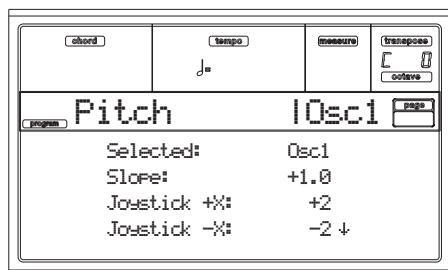 chord tempo measure transpose
♩= C 0
octave
program Pitch |Osc1 page
Selected: Osc1
Slope: +1.0
Joystick +X: +2
Joystick -X: -2 ↓